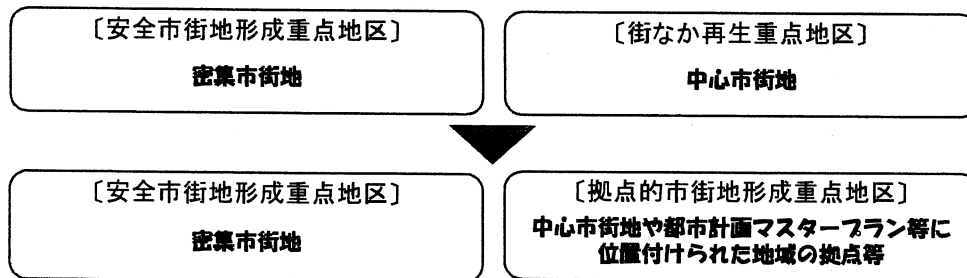 〔安全市街地形成重点地区〕
密集市街地
〔街なか再生重点地区〕
中心市街地
〔安全市街地形成重点地区〕
密集市街地
〔拠点的市街地形成重点地区〕
中心市街地や都市計画マスタープラン等に
位置付けられた地域の拠点等